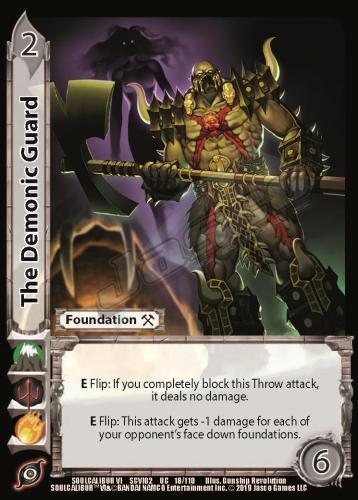 2
The Demonic Guard
Foundation
E Flip: If you completely block this Throw attack,
it deals no damage.
E Flip: This attack gets -1 damage for each of
your opponent's face down foundations.
6
SOULCALIBUR VI SCVI02 UC 18/110 Illus. Gunship Revolution
SOULCALIBUR™VI&©BANDAI NAMCO Entertainment Inc. © 2019 Jasco Games LLC